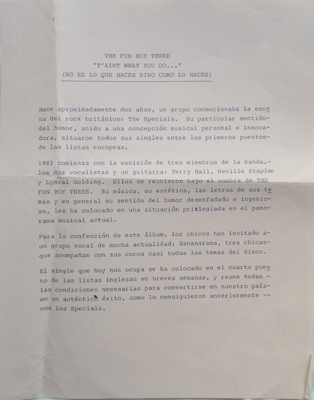 THE FUN BOY THREE
"T'AINT WHAT YOU DO..."
(NO ES LO QUE HACES SINO COMO LO HACES)
Hace aproximadamente dos años, un grupo conmocionaba la esce
na del rock británico: The Specials. Su particular sentido-
del humor, unido a una concepción musical personal e innova-
dora, situaron todos sus singles entre los primeros puestos-
de las listas europeas.
1982 comienza con la escisión de tres miembros de la banda,-
los dos vocalistas y un guitarra: Terry Hall, Neville Staples
y Lynval Golding. Ellos se reunieron bajo el nombre de THE
FUN BOY THREE. Su música, su estética, las letras de sus te
mas y en general su sentido del humor desenfadado e ingenio-
so, les ha colocado en una situación privilegiada en el pano-
rama musical actual.
Para la confección de este álbum, los chicos han invitado a-
un grupo vocal de mucha actualidad: Bananarama, tres chicas-
que acompañan con sus coros casi todos los temas del disco.
El single que hoy nos ocupa se ha colocado en el cuarto pues
to de las listas inglesas en breves semanas, y reune todas -
las condiciones necesarias para convertirse en nuestro país-
en un auténtico éxito, como lo consiguieron anteriormente --
con los Specials.